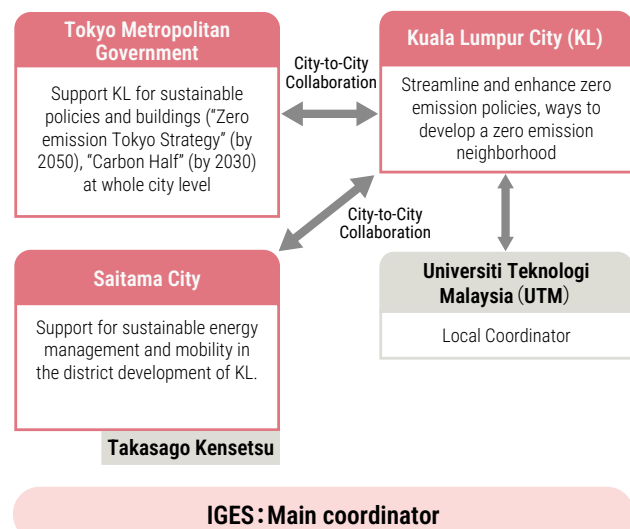 Tokyo Metropolitan
Government
Support KL for sustainable
policies and buildings (“Zero
emission Tokyo Strategy” (by
2050), “Carbon Half” (by 2030)
at whole city level
City-to-City
Collaboration
Kuala Lumpur City (KL)
Streamline and enhance zero
emission policies, ways to
develop a zero emission
neighborhood
City-to-City
Collaboration
Saitama City
Support for sustainable energy
management and mobility in
the district development of KL.
Takasago Kensetsu
Universiti Teknologi
Malaysia（UTM）
Local Coordinator
IGES：Main coordinator